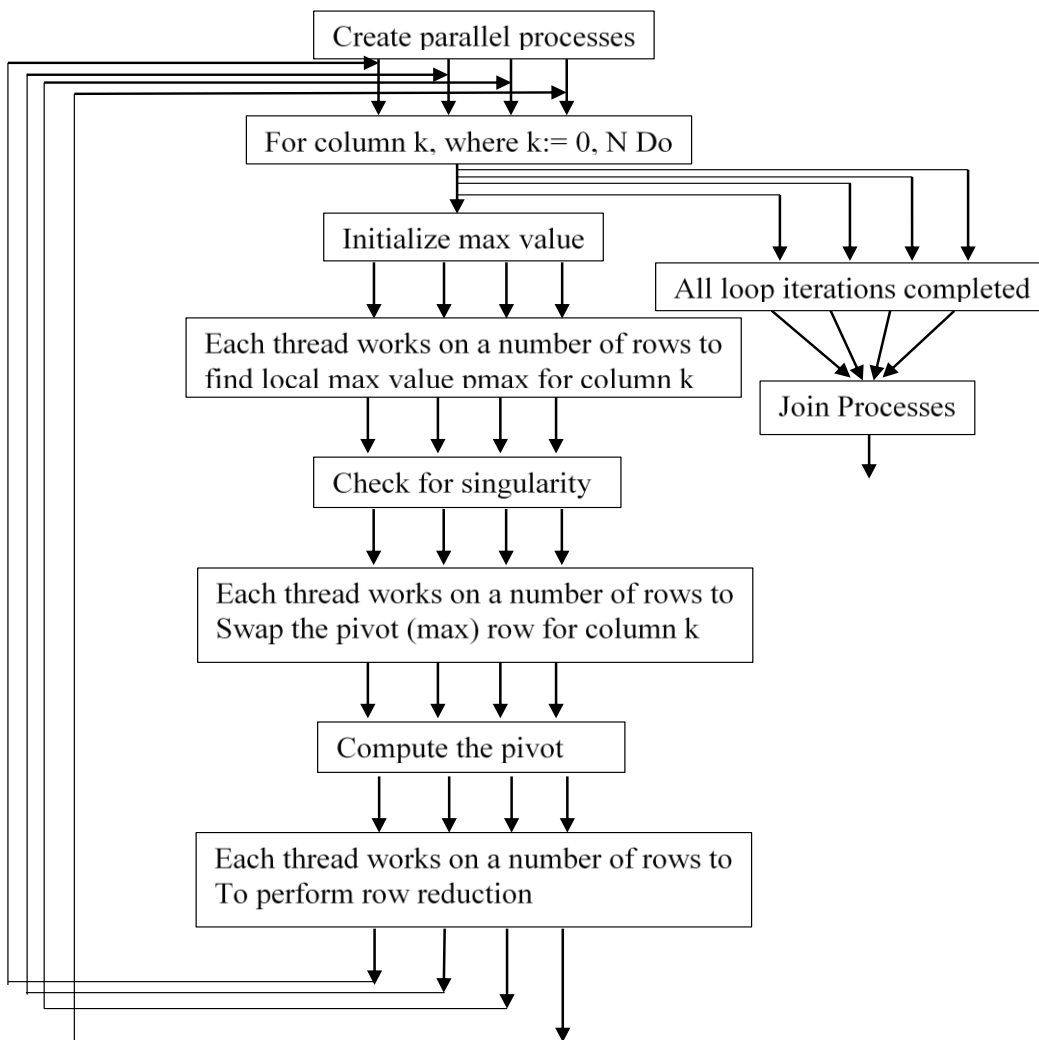 Create parallel processes
For column k, where k:= 0, N Do
Initialize max value
All loop iterations completed
Each thread works on a number of rows to
find local max value pmax for column k
Join Processes
Check for singularity
Each thread works on a number of rows to
Swap the pivot (max) row for column k
Compute the pivot
Each thread works on a number of rows to
To perform row reduction